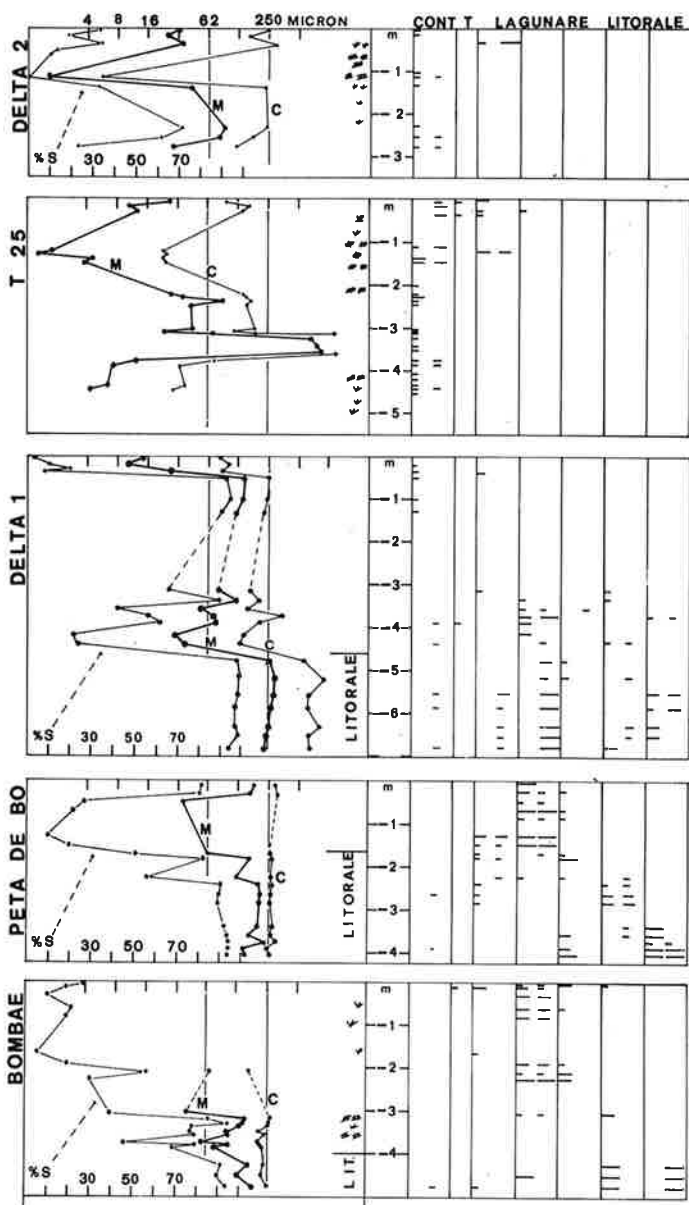 4 8 16 62 250 MICRON CONT T LAGUNARE LITORALE
DELTA 2
m
-1
M
C
-2
%S 30 50 70
-3
T 25
m
-1
M C
-2
-3
-4
-5
DELTA 1
m
-1
-2
-3
M C
-4
LITORALE
-5
%S 30 50 70
-6
PETA DE BO
m
-1
M
LITORALE
-2
C
-3
%S 30 50 70
-4
BOMBAE
m
-1
-2
M C
-3
LIT.
-4
%S 30 50 70